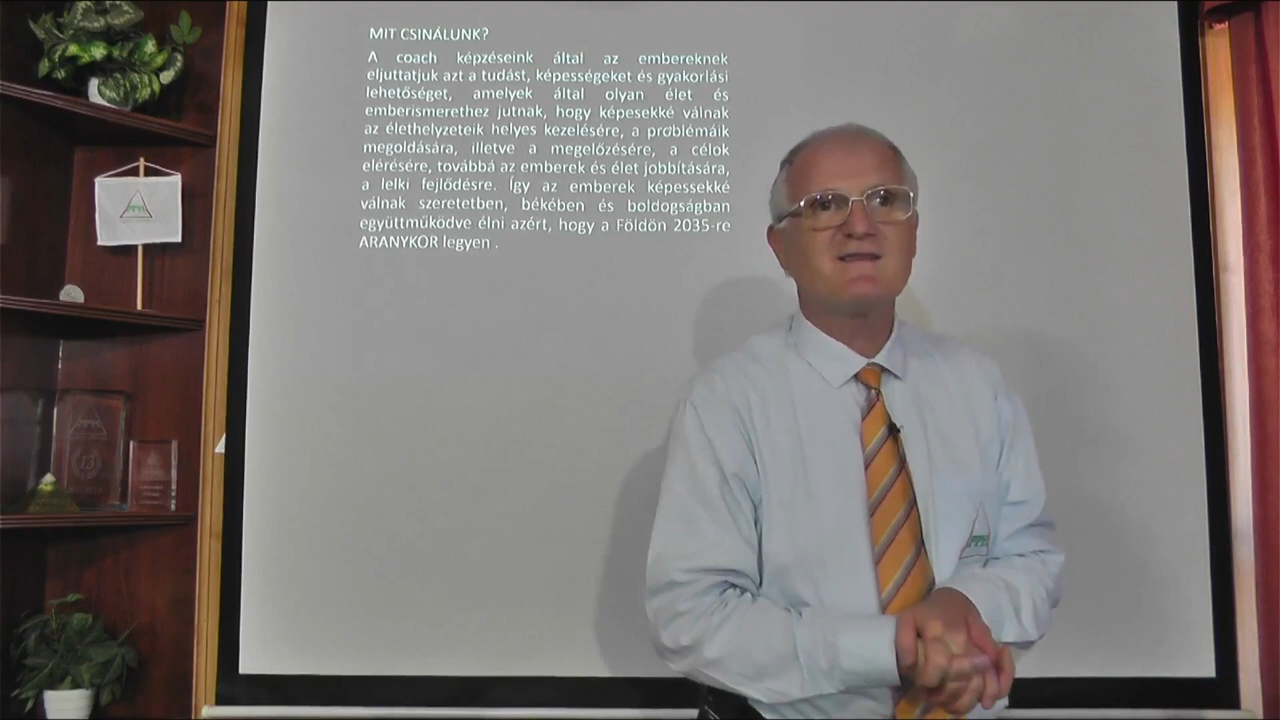 MIT CSINÁLUNK?
A coach képzéseink által az embereknek
eljuttatjuk azt a tudást, képességeket és gyakorlási
lehetőséget, amelyek által olyan élet és
emberismerethez jutnak, hogy képesekké válnak
az élethelyzeteik helyes kezelésére, a problémáik
megoldására, illetve a megelőzésére, a célok
elérésére, továbbá az emberek és élet jobbítására,
a lelki fejlődésre. Így az emberek képessekké
válnak szeretetben, békében és boldogságban
együttműködve élni azért, hogy a Földön 2035-re
ARANYKOR legyen .
13